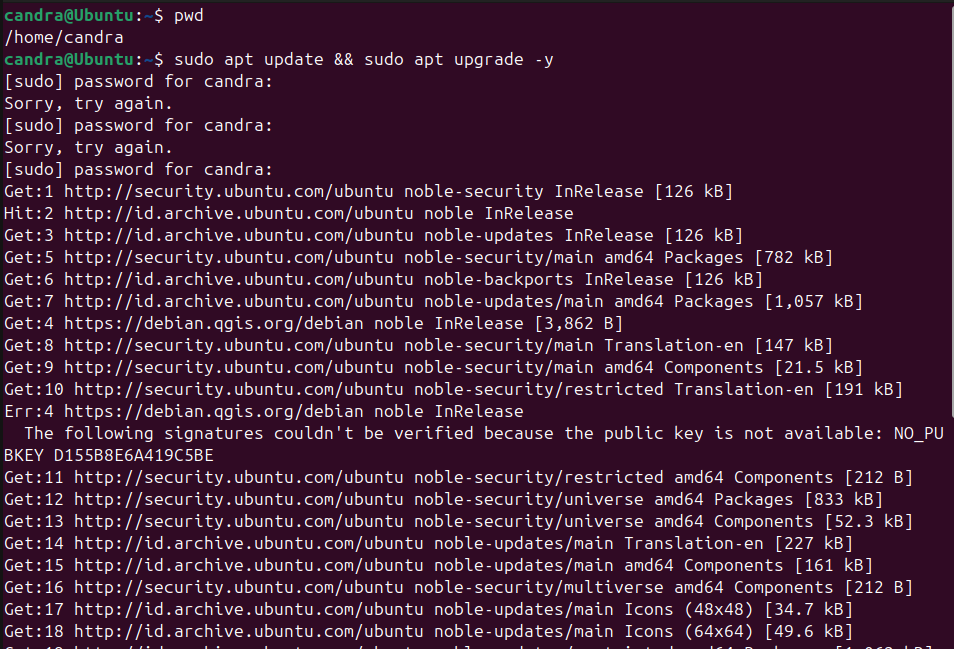 candra@Ubuntu:~$ pwd
/home/candra
candra@Ubuntu:~$ sudo apt update && sudo apt upgrade -y
[sudo] password for candra:
Sorry, try again.
[sudo] password for candra:
Sorry, try again.
[sudo] password for candra:
Get:1 http://security.ubuntu.com/ubuntu noble-security InRelease [126 kB]
Hit:2 http://id.archive.ubuntu.com/ubuntu noble InRelease
Get:3 http://id.archive.ubuntu.com/ubuntu noble-updates InRelease [126 kB]
Get:5 http://security.ubuntu.com/ubuntu noble-security/main amd64 Packages [782 kB]
Get:6 http://id.archive.ubuntu.com/ubuntu noble-backports InRelease [126 kB]
Get:7 http://id.archive.ubuntu.com/ubuntu noble-updates/main amd64 Packages [1,057 kB]
Get:4 https://debian.qgis.org/debian noble InRelease [3,862 B]
Get:8 http://security.ubuntu.com/ubuntu noble-security/main Translation-en [147 kB]
Get:9 http://security.ubuntu.com/ubuntu noble-security/main amd64 Components [21.5 kB]
Get:10 http://security.ubuntu.com/ubuntu noble-security/restricted Translation-en [191 kB]
Err:4 https://debian.qgis.org/debian noble InRelease
  The following signatures couldn't be verified because the public key is not available: NO_PU
BKEY D155B8E6A419C5BE
Get:11 http://security.ubuntu.com/ubuntu noble-security/restricted amd64 Components [212 B]
Get:12 http://security.ubuntu.com/ubuntu noble-security/universe amd64 Packages [833 kB]
Get:13 http://security.ubuntu.com/ubuntu noble-security/universe amd64 Components [52.3 kB]
Get:14 http://id.archive.ubuntu.com/ubuntu noble-updates/main Translation-en [227 kB]
Get:15 http://id.archive.ubuntu.com/ubuntu noble-updates/main amd64 Components [161 kB]
Get:16 http://security.ubuntu.com/ubuntu noble-security/multiverse amd64 Components [212 B]
Get:17 http://id.archive.ubuntu.com/ubuntu noble-updates/main Icons (48x48) [34.7 kB]
Get:18 http://id.archive.ubuntu.com/ubuntu noble-updates/main Icons (64x64) [49.6 kB]